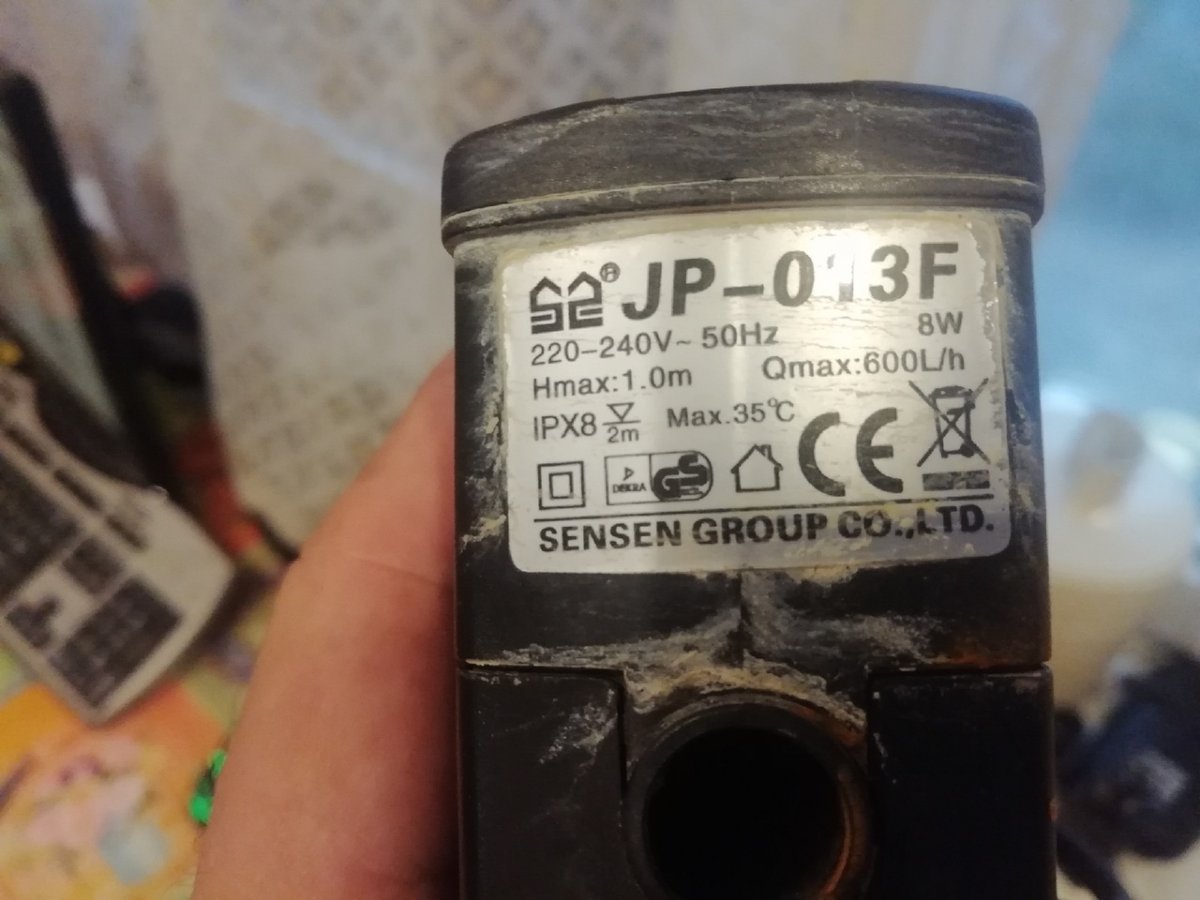 ® JP-013F
220-240V~ 50Hz 8W
Hmax:1.0m Qmax:600L/h
IPX8 2m Max.35℃
DEKRA GS CE
SENSEN GROUP CO.,LTD.